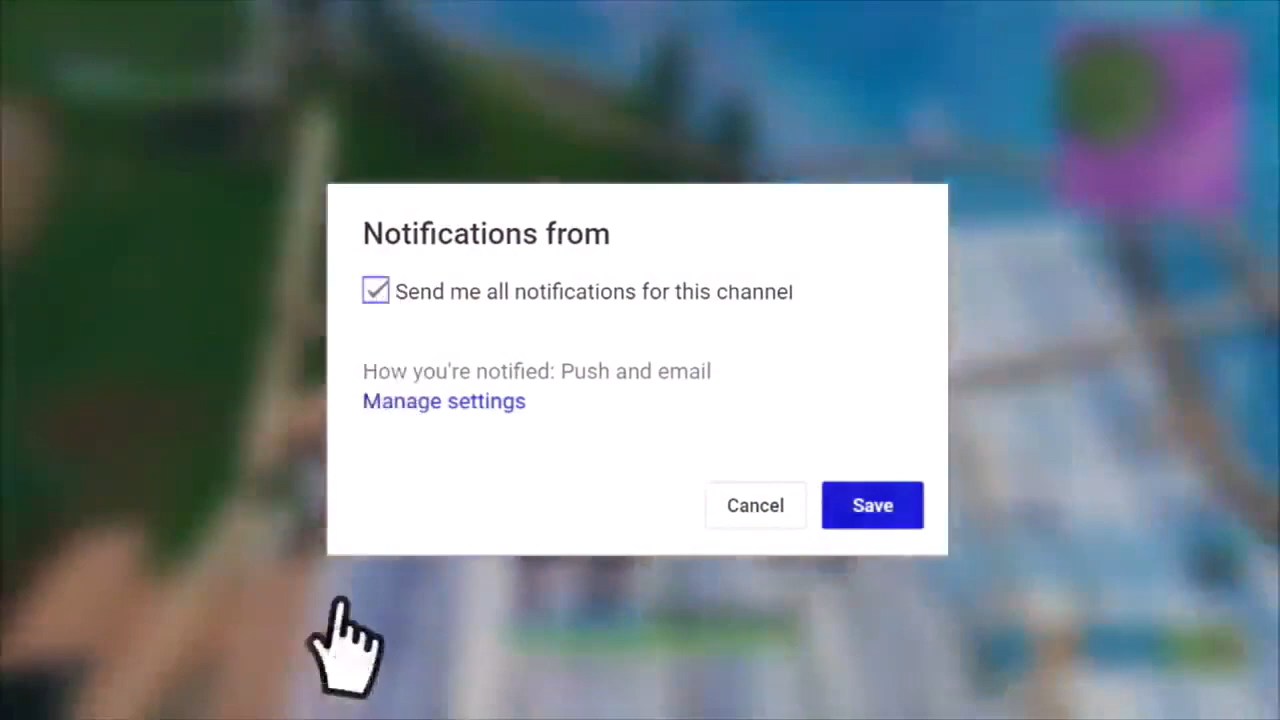 Notifications from
Send me all notifications for this channel
How you're notified: Push and email
Manage settings
Cancel
Save